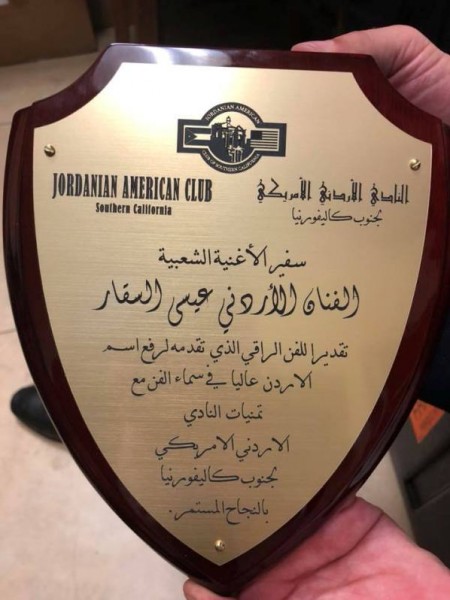 JORDANIAN AMERICAN
JORDANIAN AMERICAN CLUB
Southern California
النادي الأردني الأمريكي
بجنوب كاليفورنيا
سفير الأغنية الشعبية
الفنان الأردني عيسى السقار
تقديرا للفن الراقي الذي تقدمه لرفع اسم
الاردن عاليا في سماء الفن مع
تمنيات النادي
الاردني الامريكي
بجنوب كاليفورنيا
بالنجاح المستمر.